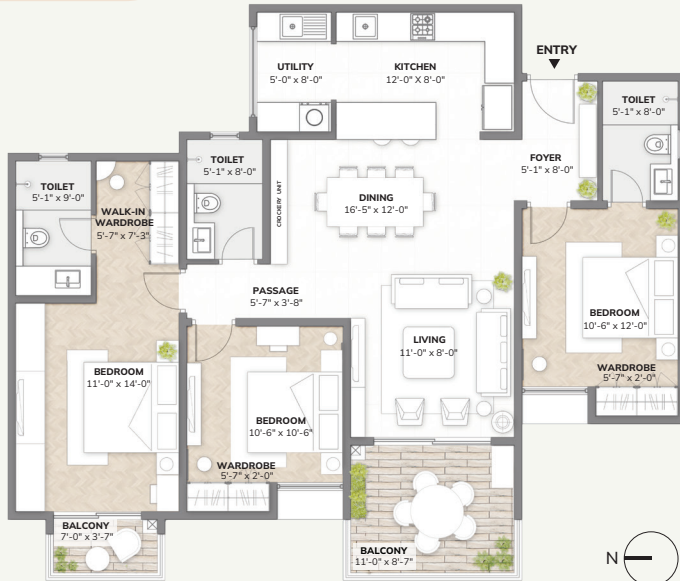 ENTRY
UTILITY
5'-0" x 8'-0"
KITCHEN
12'-0" X 8'-0"
TOILET
5'-1" x 8'-0"
FOYER
5'-1" x 8'-0"
TOILET
5'-1" x 8'-0"
TOILET
5'-1" x 9'-0"
WALK-IN
WARDROBE
5'-7" x 7'-3"
CROCKERY UNIT
DINING
16'-5" x 12'-0"
PASSAGE
5'-7" x 3'-8"
BEDROOM
10'-6" x 12'-0"
LIVING
11'-0" x 8'-0"
WARDROBE
5'-7" x 2'-0"
BEDROOM
11'-0" x 14'-0"
BEDROOM
10'-6" x 10'-6"
WARDROBE
5'-7" x 2'-0"
BALCONY
7'-0" x 3'-7"
BALCONY
11'-0" x 8'-7"
N